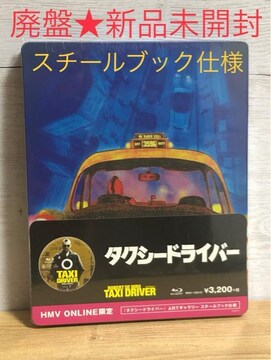 廃盤★新品未開封
スチールブック仕様
タクシードライバー
TAXI DRIVER
TAXI DRIVER
¥3,200+税
HMV ONLINE限定